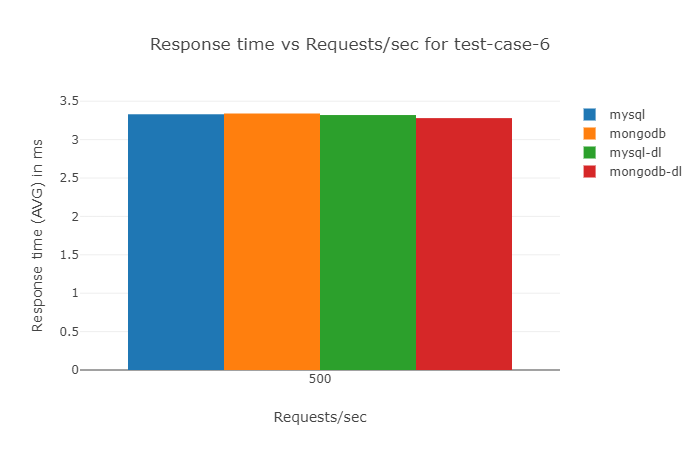 Response time vs Requests/sec for test-case-6
3.5
3
2.5
2
1.5
1
0.5
0
Response time (AVG) in ms
500
Requests/sec
mysql
mongodb
mysql-dl
mongodb-dl